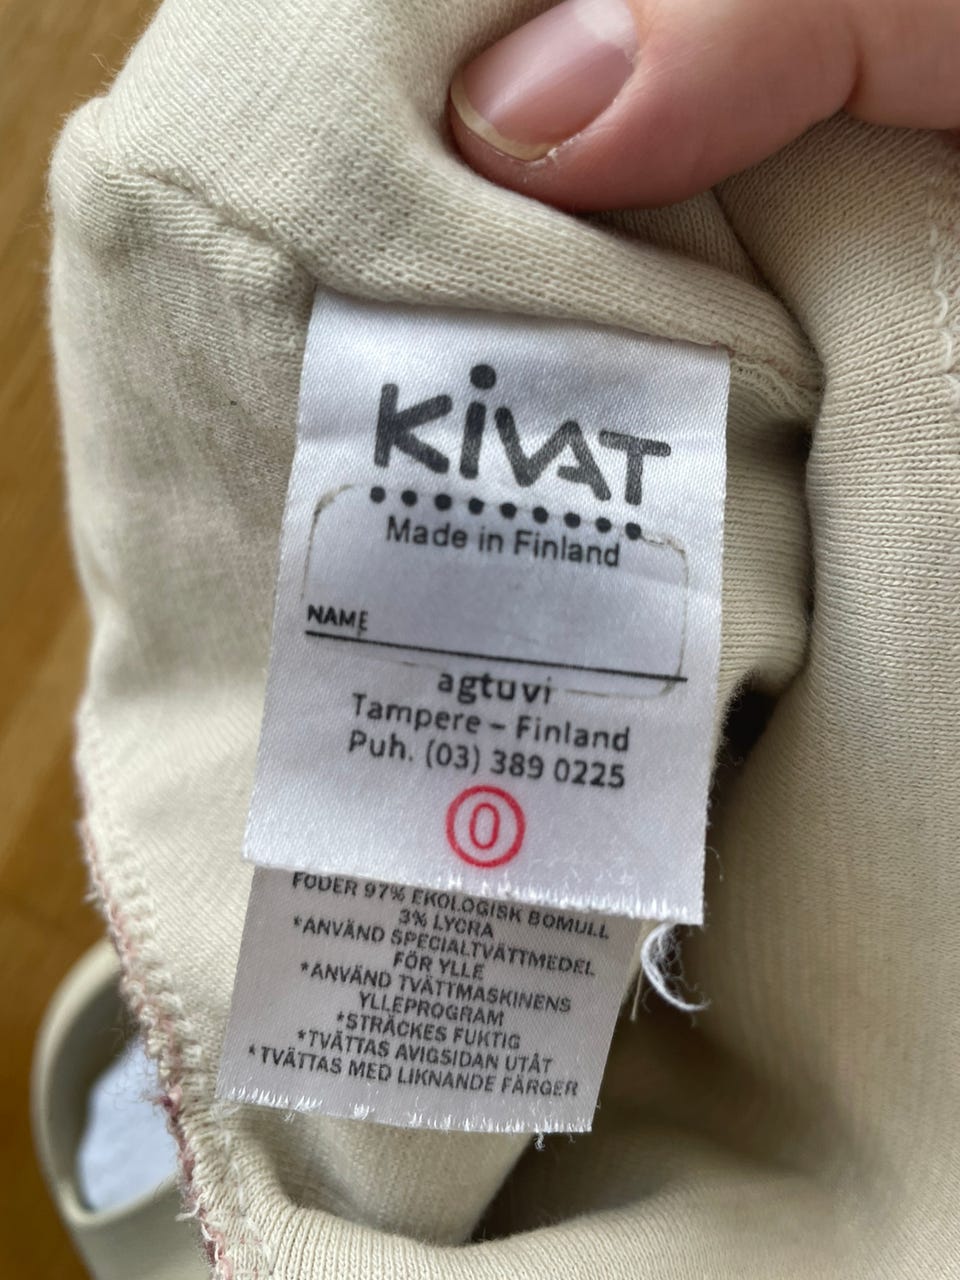 KiVAT
Made in Finland
NAME
agtuvi
Tampere – Finland
Puh. (03) 389 0225
0
FODER 97% EKOLOGISK BOMULL
3% LYCRA
*ANVÄND SPECIALTVÄTTMEDEL
FÖR YLLE
*ANVÄND TVÄTTMASKINENS
YLLEPROGRAM
*STRÄCKES FUKTIG
*TVÄTTAS AVIGSIDAN UTÅT
*TVÄTTAS MED LIKNANDE FÄRGER